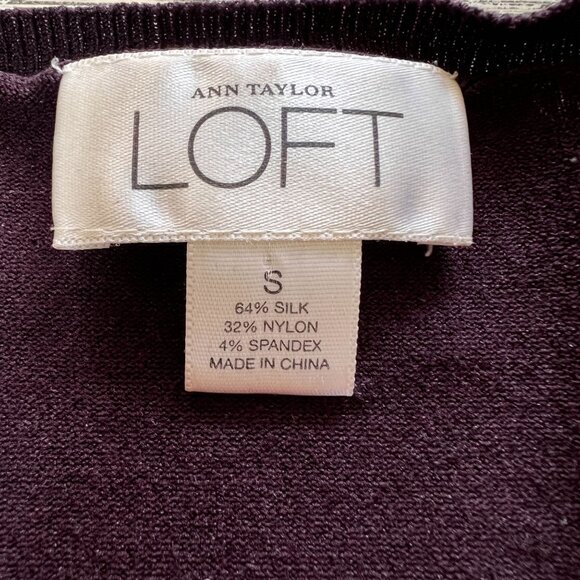 ANN TAYLOR
LOFT
S
64% SILK
32% NYLON
4% SPANDEX
MADE IN CHINA